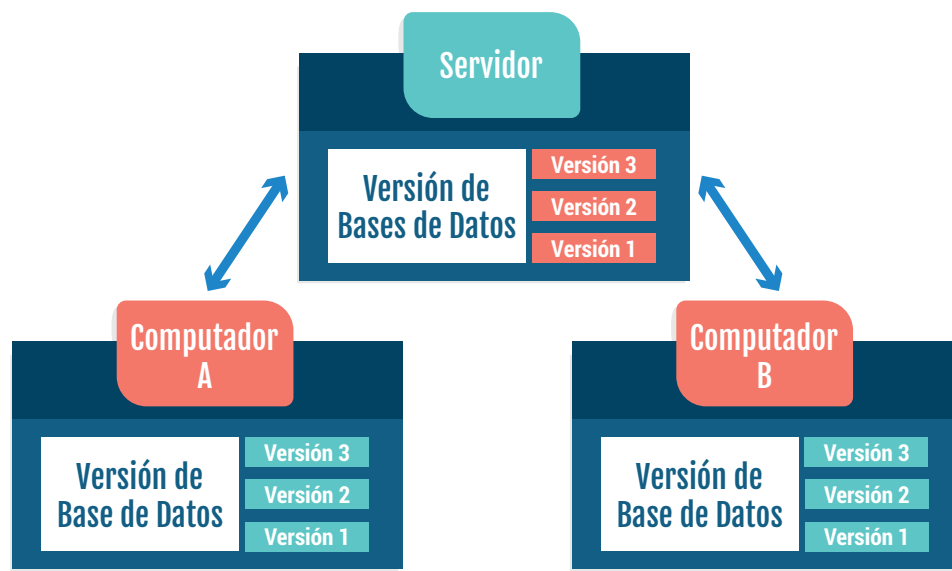 Servidor
Versión de
Bases de Datos
Versión 3
Versión 2
Versión 1
Computador
A
Versión de
Base de Datos
Versión 3
Versión 2
Versión 1
Computador
B
Versión de
Base de Datos
Versión 3
Versión 2
Versión 1